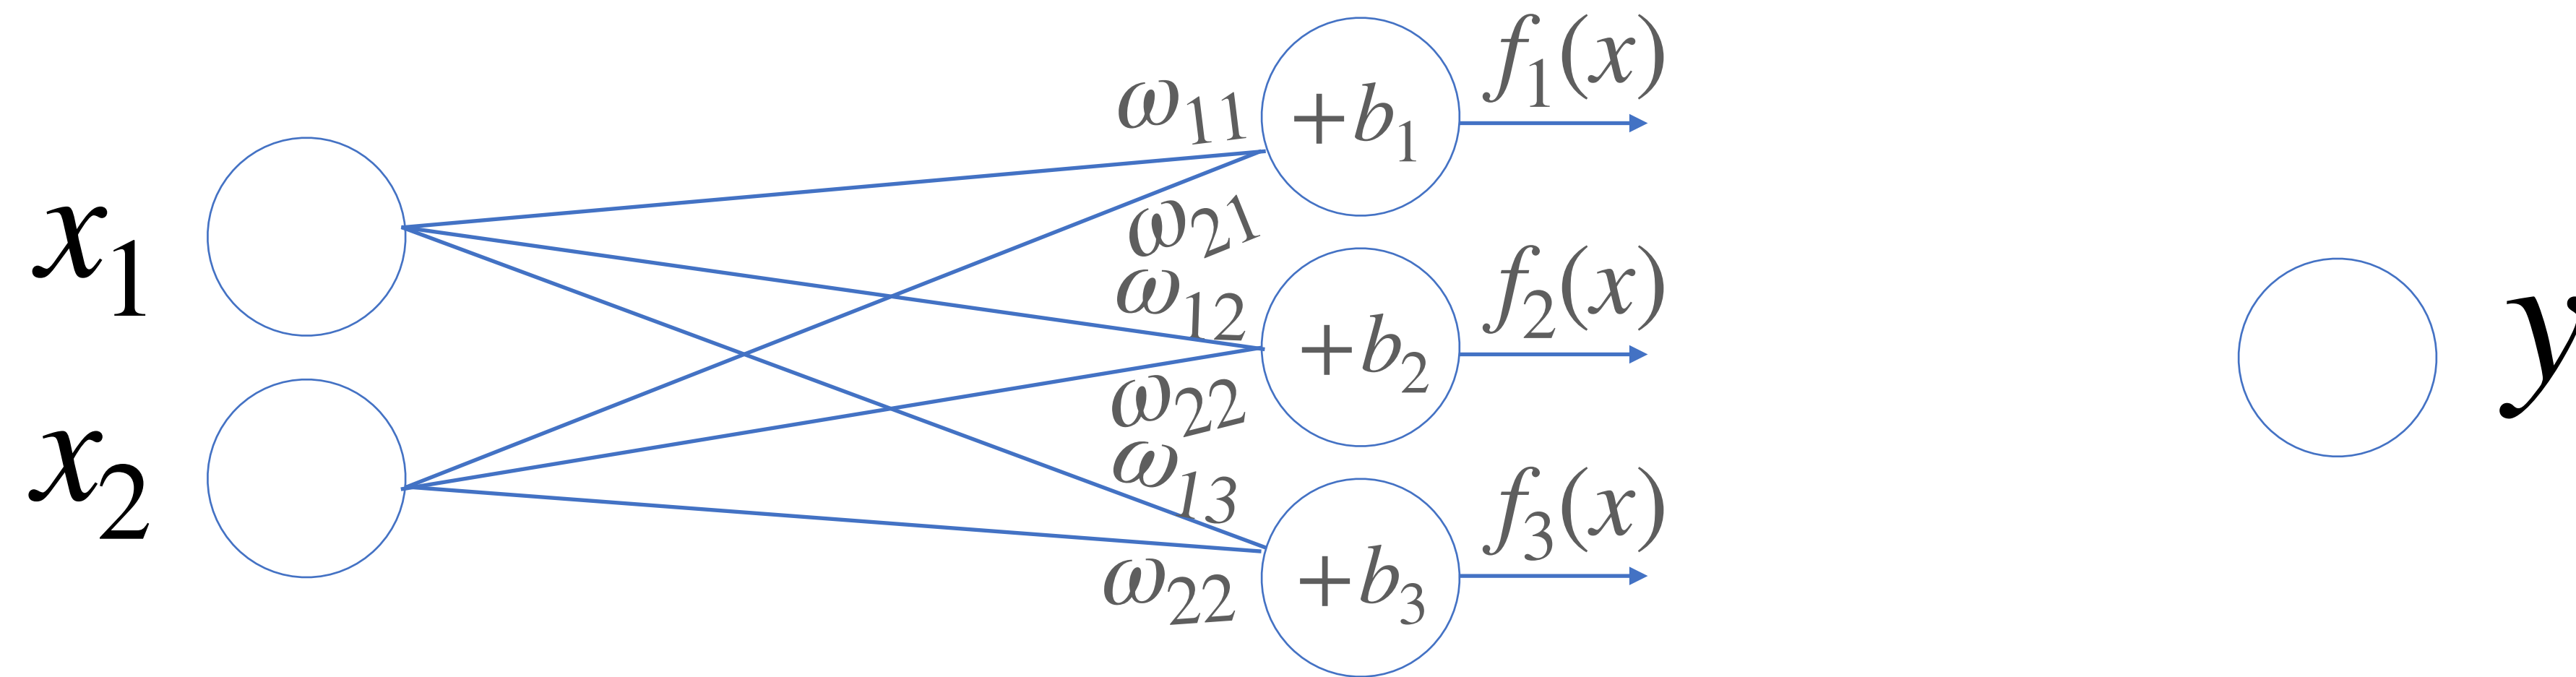 x₁
x₂
ω₁₁
ω₂₁
ω₁₂
ω₂₂
ω₁₃
ω₂₂
+b₁
+b₂
+b₃
f₁(x)
f₂(x)
f₃(x)
y